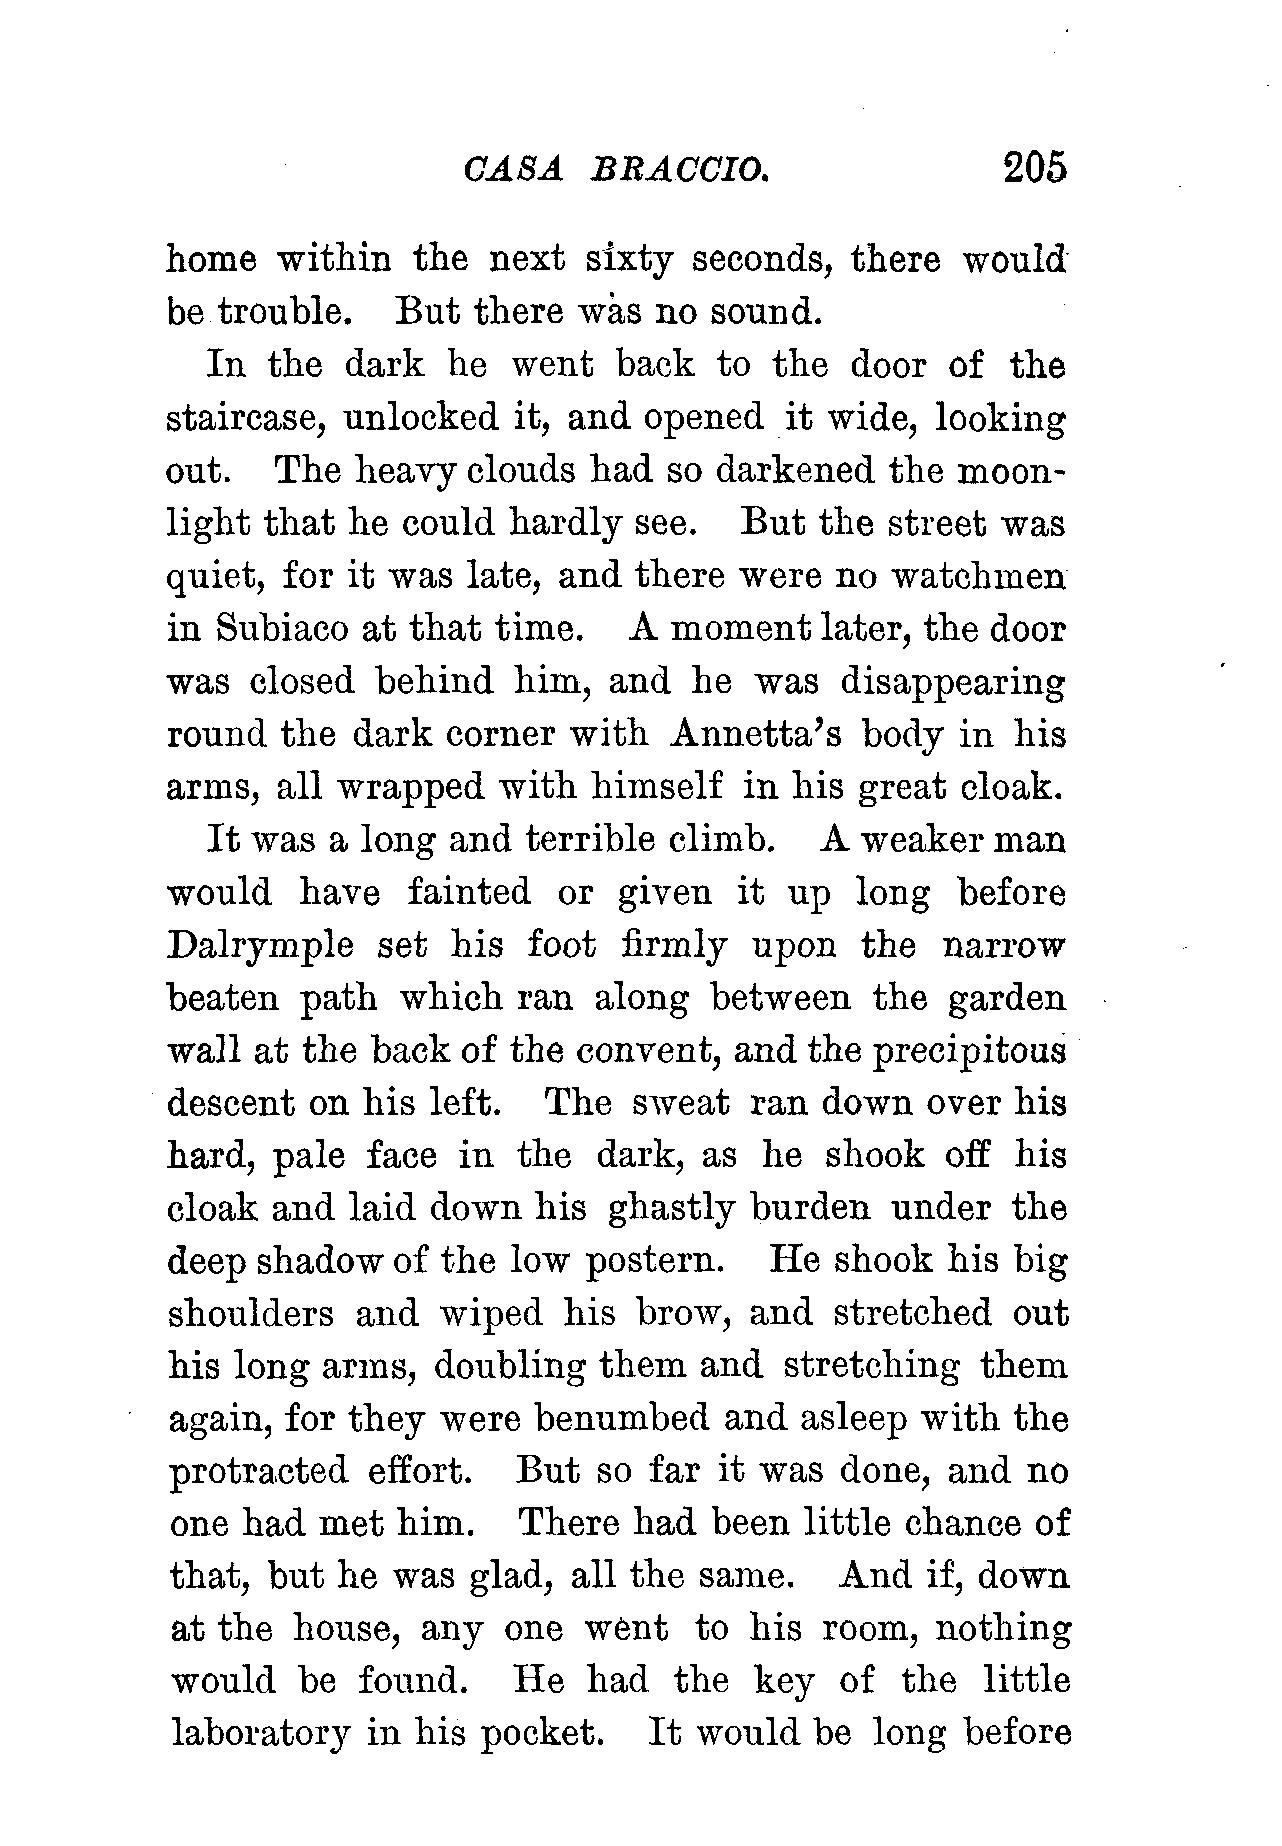 CASA BRACCIO. 205
home within the next sixty seconds, there would
be trouble. But there was no sound.
In the dark he went back to the door of the
staircase, unlocked it, and opened it wide, looking
out. The heavy clouds had so darkened the moon-
light that he could hardly see. But the street was
quiet, for it was late, and there were no watchmen
in Subiaco at that time. A moment later, the door
was closed behind him, and he was disappearing
round the dark corner with Annetta's body in his
arms, all wrapped with himself in his great cloak.
It was a long and terrible climb. A weaker man
would have fainted or given it up long before
Dalrymple set his foot firmly upon the narrow
beaten path which ran along between the garden
wall at the back of the convent, and the precipitous
descent on his left. The sweat ran down over his
hard, pale face in the dark, as he shook off his
cloak and laid down his ghastly burden under the
deep shadow of the low postern. He shook his big
shoulders and wiped his brow, and stretched out
his long arms, doubling them and stretching them
again, for they were benumbed and asleep with the
protracted effort. But so far it was done, and no
one had met him. There had been little chance of
that, but he was glad, all the same. And if, down
at the house, any one went to his room, nothing
would be found. He had the key of the little
laboratory in his pocket. It would be long before